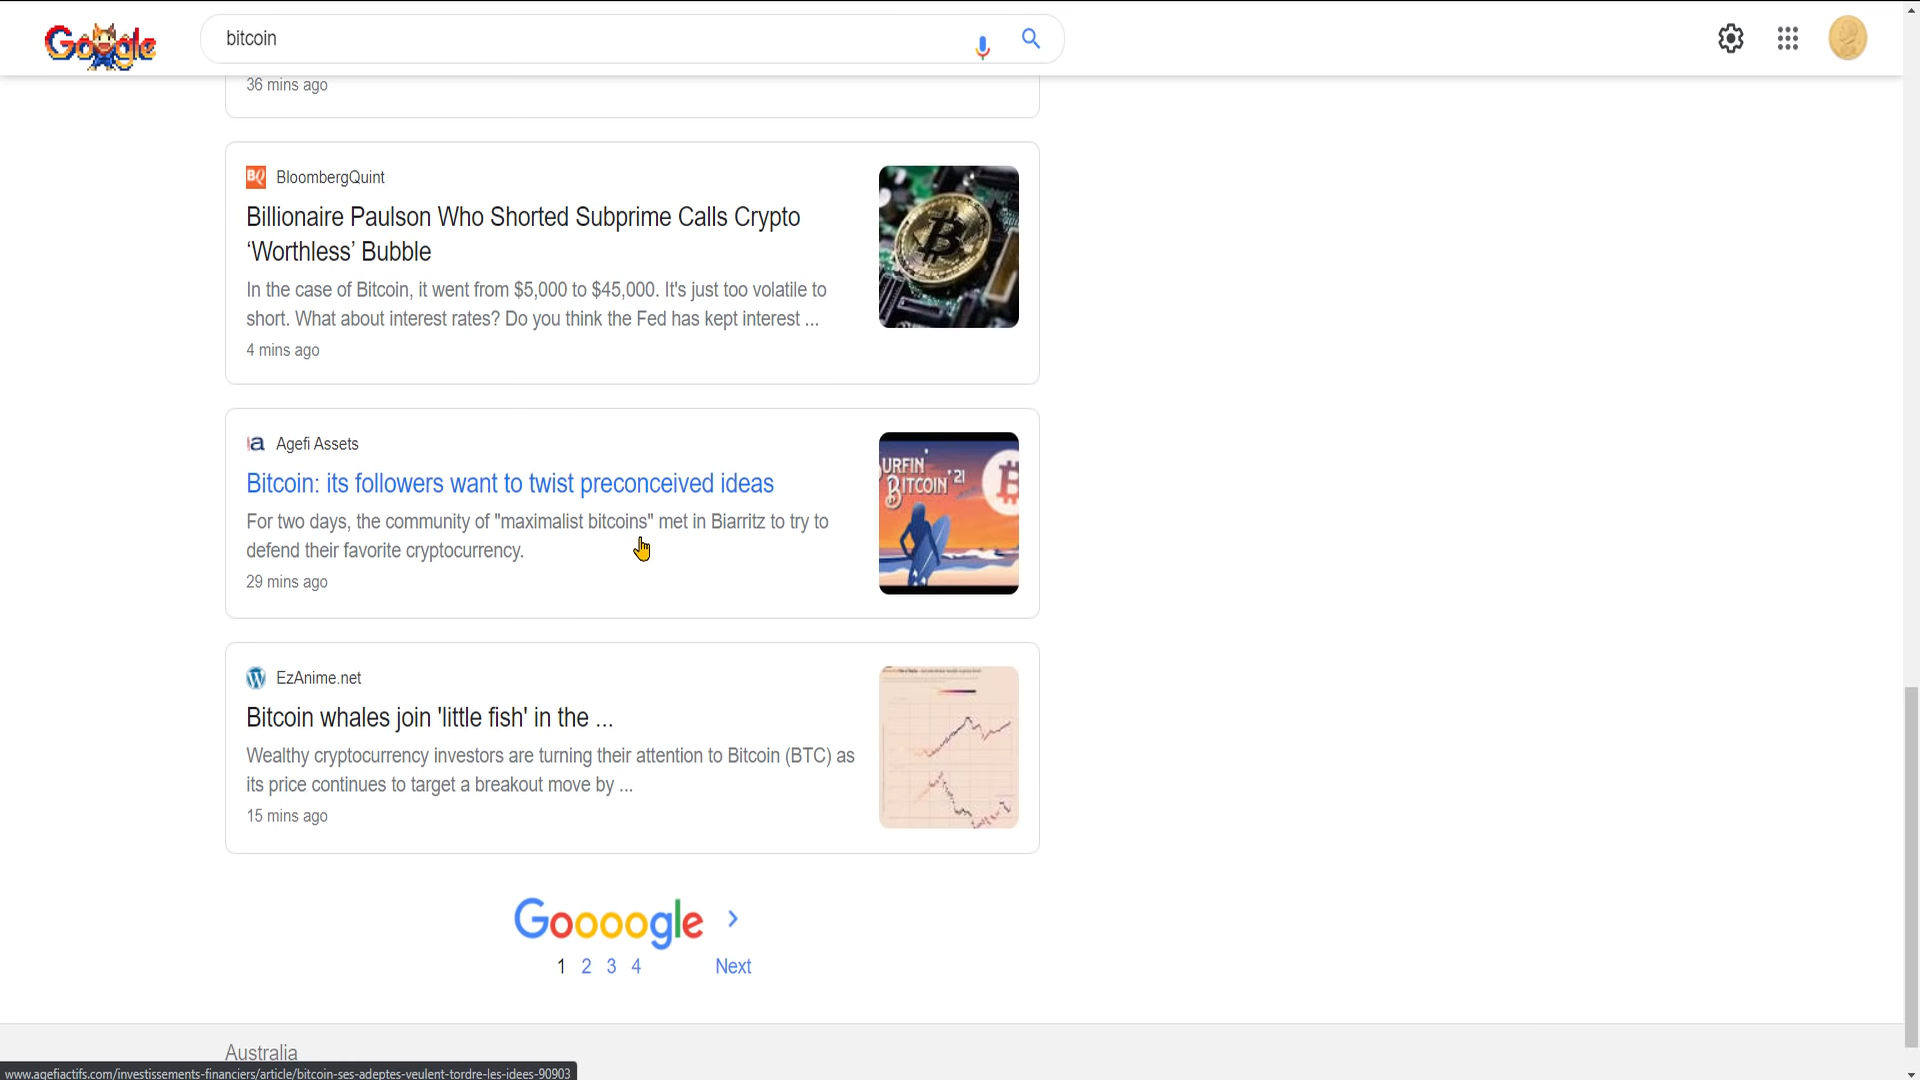 Google
bitcoin
36 mins ago
BQ BloombergQuint
Billionaire Paulson Who Shorted Subprime Calls Crypto
‘Worthless’ Bubble
In the case of Bitcoin, it went from $5,000 to $45,000. It's just too volatile to
short. What about interest rates? Do you think the Fed has kept interest ...
4 mins ago
a Agefi Assets
Bitcoin: its followers want to twist preconceived ideas
For two days, the community of "maximalist bitcoins" met in Biarritz to try to
defend their favorite cryptocurrency.
29 mins ago
URFIN'
BITCOIN '21
EzAnime.net
Bitcoin whales join 'little fish' in the ...
Wealthy cryptocurrency investors are turning their attention to Bitcoin (BTC) as
its price continues to target a breakout move by ...
15 mins ago
Goooogle >
1 2 3 4 Next
Australia
www.agefiactifs.com/investissements-financiers/article/bitcoin-ses-adeptes-veulent-tordre-les-idees-90903